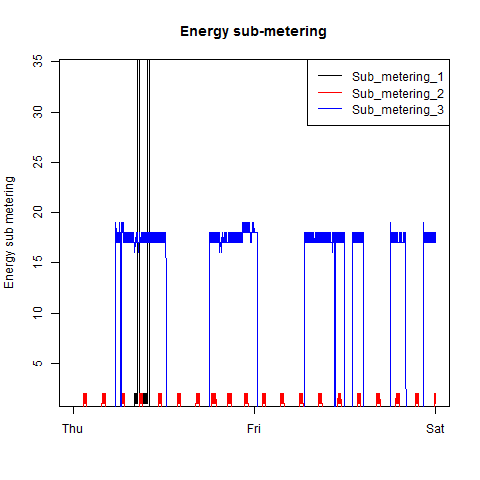 Energy sub-metering
Sub_metering_1
Sub_metering_2
Sub_metering_3
Energy sub metering
35
30
25
20
15
10
5
Thu Fri Sat